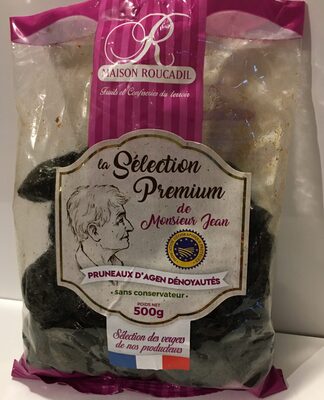 R
MAISON ROUCADIL
Fruits et Confiseries du terroir
la Sélection
Premium
de
Monsieur Jean
PRUNEAUX D'AGEN DÉNOYAUTÉS
• sans conservateur •
POIDS NET
500g
Sélection des vergers
de nos producteurs